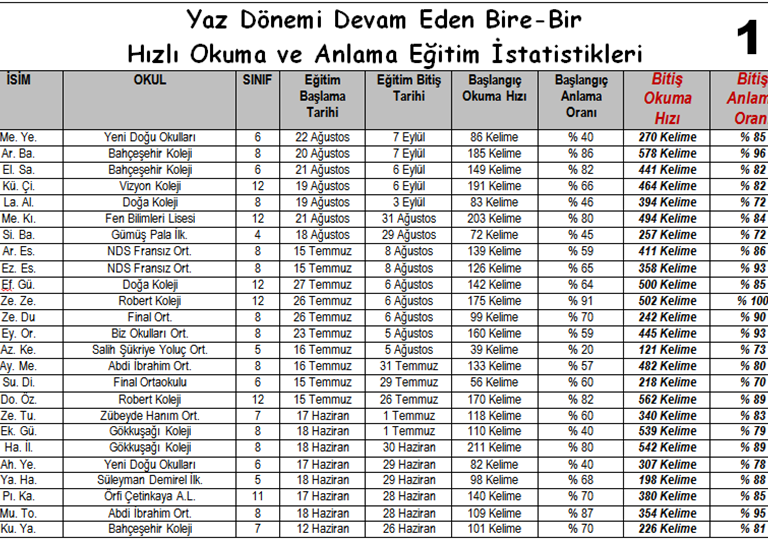 Yaz Dönemi Devam Eden Bire-Bir
Hızlı Okuma ve Anlama Eğitim İstatistikleri
1
İSİM OKUL SINIF Eğitim Başlama Tarihi Eğitim Bitiş Tarihi Başlangıç Okuma Hızı Başlangıç Anlama Oranı Bitiş Okuma Hızı Bitiş Anlama Oran
Me. Ye. Yeni Doğu Okulları 6 22 Ağustos 7 Eylül 86 Kelime % 40 270 Kelime % 85
Ar. Ba. Bahçeşehir Koleji 8 20 Ağustos 7 Eylül 185 Kelime % 86 578 Kelime % 96
El. Sa. Bahçeşehir Koleji 6 21 Ağustos 6 Eylül 149 Kelime % 82 441 Kelime % 82
Kü. Çi. Vizyon Koleji 12 19 Ağustos 6 Eylül 191 Kelime % 66 464 Kelime % 82
La. Al. Doğa Koleji 8 19 Ağustos 3 Eylül 83 Kelime % 46 394 Kelime % 72
Me. Kı. Fen Bilimleri Lisesi 12 21 Ağustos 31 Ağustos 203 Kelime % 80 494 Kelime % 84
Si. Ba. Gümüş Pala İlk. 4 18 Ağustos 29 Ağustos 72 Kelime % 45 257 Kelime % 72
Ar. Es. NDS Fransız Ort. 8 15 Temmuz 8 Ağustos 139 Kelime % 59 411 Kelime % 86
Ez. Es. NDS Fransız Ort. 8 15 Temmuz 8 Ağustos 126 Kelime % 65 358 Kelime % 93
Ef. Gü. Doğa Koleji 12 27 Temmuz 6 Ağustos 142 Kelime % 64 500 Kelime % 85
Ze. Ze. Robert Koleji 12 26 Temmuz 6 Ağustos 175 Kelime % 91 502 Kelime % 100
Ze. Du Final Ort. 8 26 Temmuz 6 Ağustos 99 Kelime % 70 242 Kelime % 90
Ey. Or. Biz Okulları Ort. 8 23 Temmuz 5 Ağustos 160 Kelime % 59 445 Kelime % 93
Az. Ke. Salih Şükriye Yoluç Ort. 5 16 Temmuz 5 Ağustos 39 Kelime % 20 121 Kelime % 73
Ay. Me. Abdi İbrahim Ort. 8 16 Temmuz 31 Temmuz 133 Kelime % 57 482 Kelime % 80
Su. Di. Final Ortaokulu 6 15 Temmuz 29 Temmuz 56 Kelime % 60 218 Kelime % 70
Do. Öz. Robert Koleji 12 15 Temmuz 26 Temmuz 170 Kelime % 82 562 Kelime % 89
Ze. Tu. Zübeyde Hanım Ort. 7 17 Haziran 1 Temmuz 118 Kelime % 60 340 Kelime % 83
Ek. Gü. Gökkuşağı Koleji 8 18 Haziran 1 Temmuz 110 Kelime % 40 539 Kelime % 79
Ha. İl. Gökkuşağı Koleji 8 18 Haziran 30 Haziran 211 Kelime % 80 542 Kelime % 89
Ah. Ye. Yeni Doğu Okulları 6 17 Haziran 29 Haziran 82 Kelime % 40 307 Kelime % 78
Ya. Ha. Süleyman Demirel İlk. 5 18 Haziran 29 Haziran 98 Kelime % 68 198 Kelime % 88
Pı. Ka. Örfi Çetinkaya A.L. 11 17 Haziran 28 Haziran 140 Kelime % 70 380 Kelime % 85
Mu. To. Abdi İbrahim Ort. 8 18 Haziran 28 Haziran 109 Kelime % 87 354 Kelime % 95
Ku. Ya. Bahçeşehir Koleji 7 12 Haziran 26 Haziran 101 Kelime % 70 226 Kelime % 81